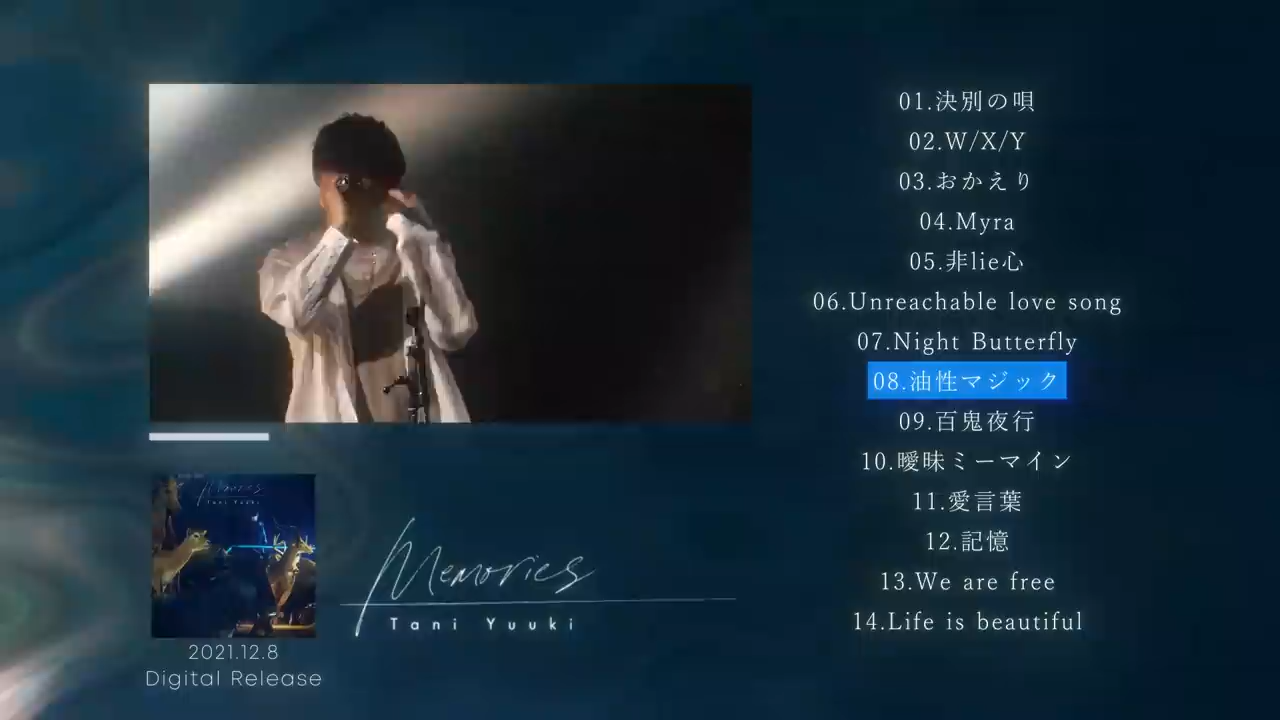 01.決別の唄
02.W/X/Y
03.おかえり
04.Myra
05.非lie心
06.Unreachable love song
07.Night Butterfly
08.油性マジック
09.百鬼夜行
10.曖昧ミーマイン
11.愛言葉
12.記憶
13.We are free
14.Life is beautiful
Memories
Tani Yuuki
Memories
Tani Yuuki
2021.12.8
Digital Release